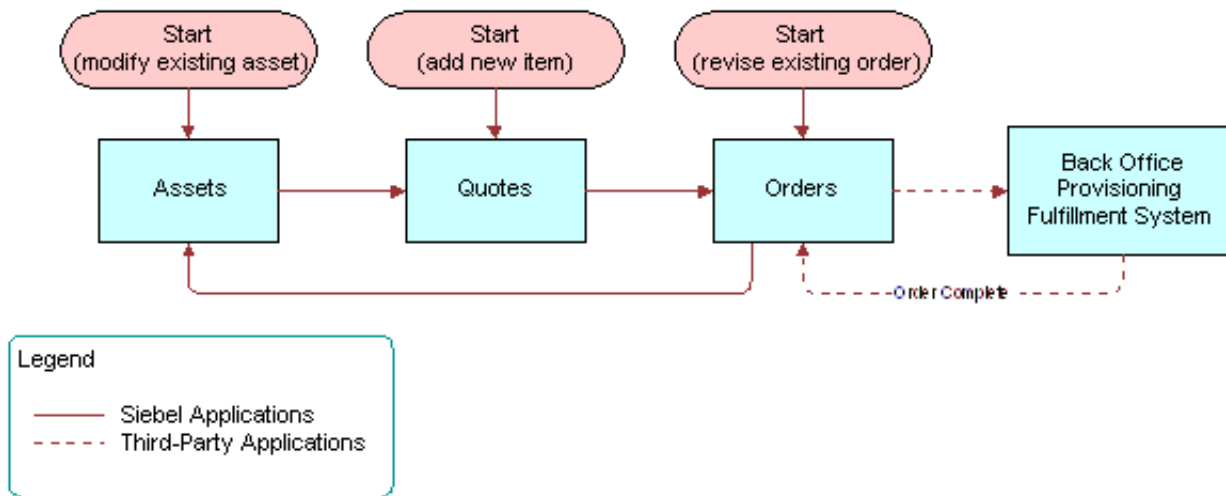 Start
(modify existing asset)
Start
(add new item)
Start
(revise existing order)
Assets
Quotes
Orders
Back Office
Provisioning
Fulfillment System
Order Complete
Legend
Siebel Applications
Third-Party Applications